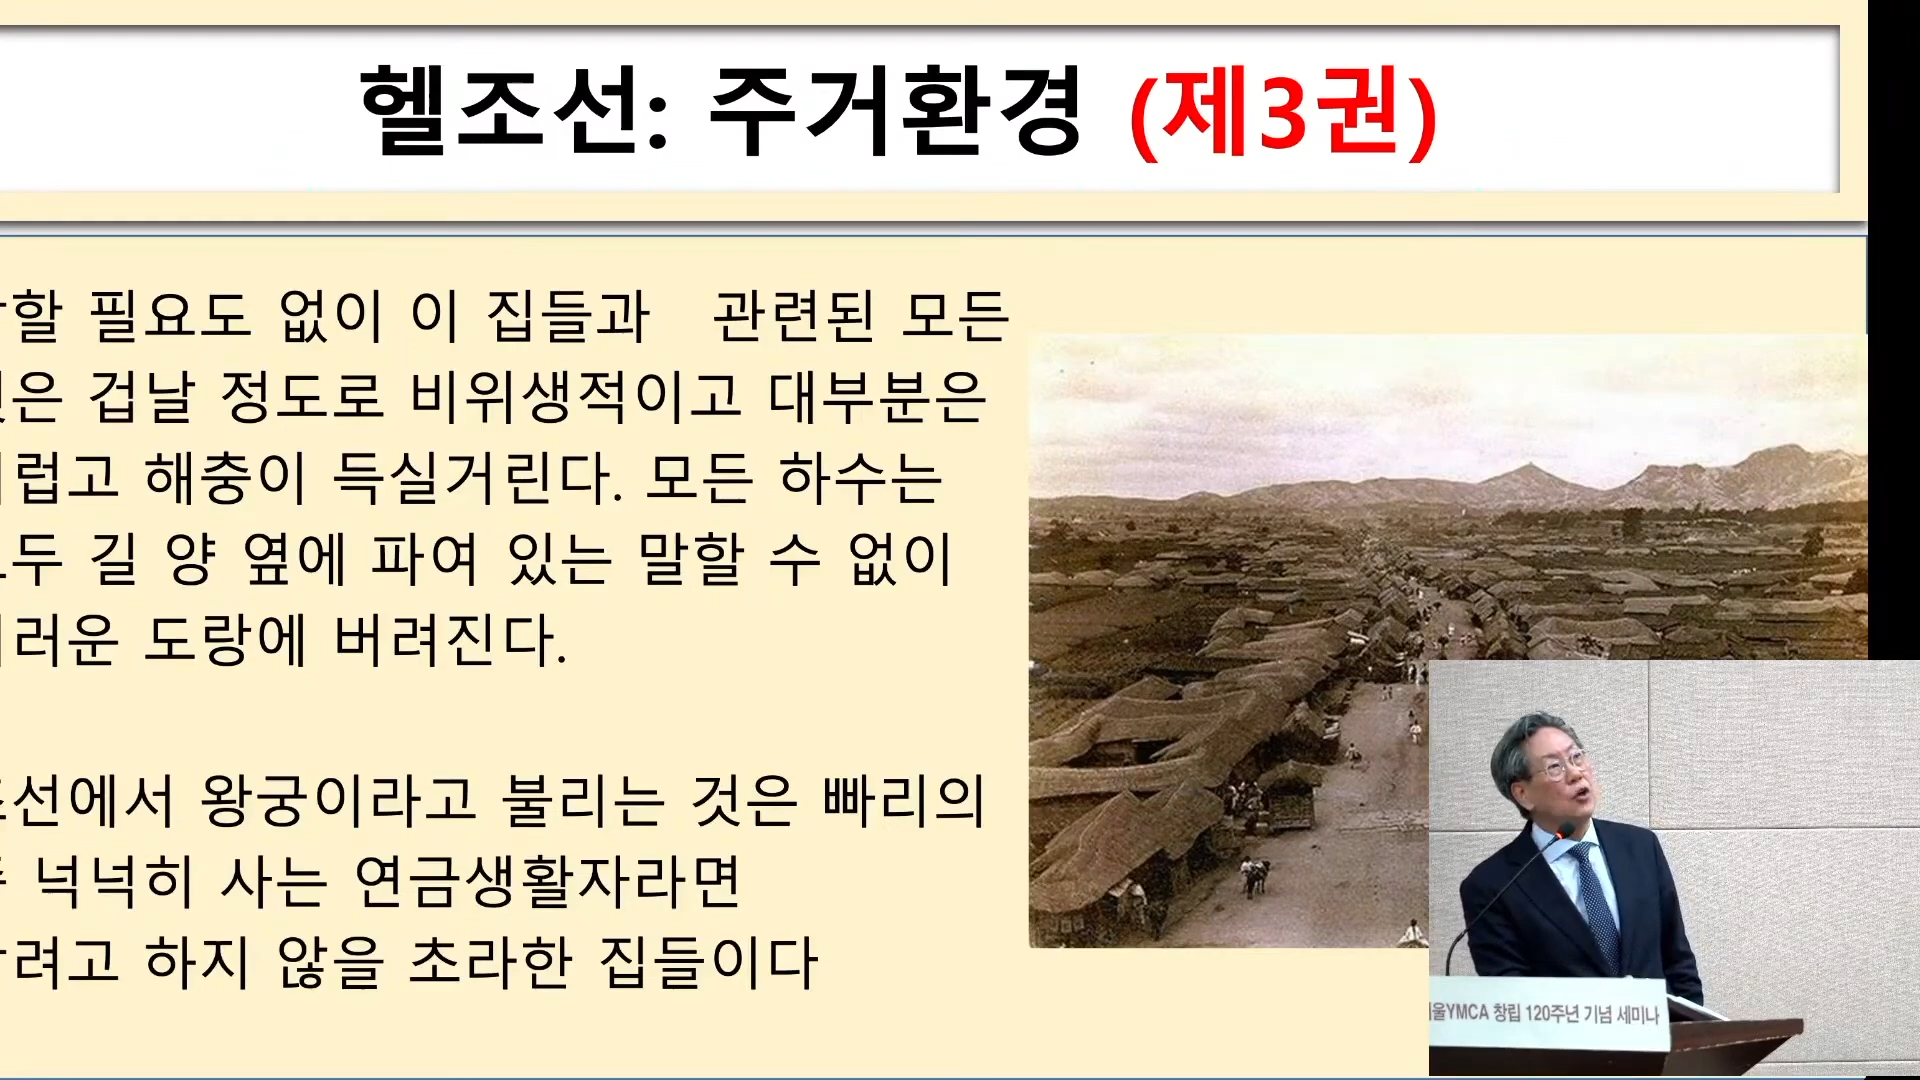 헬조선: 주거환경 (제3권)
할 필요도 없이 이 집들과 관련된 모든
은 겁날 정도로 비위생적이고 대부분은
럽고 해충이 득실거린다. 모든 하수는
두 길 양 옆에 파여 있는 말할 수 없이
러운 도랑에 버려진다.
선에서 왕궁이라고 불리는 것은 빠리의
넉넉히 사는 연금생활자라면
려고 하지 않을 초라한 집들이다
울YMCA 창립 120주년 기념 세미나